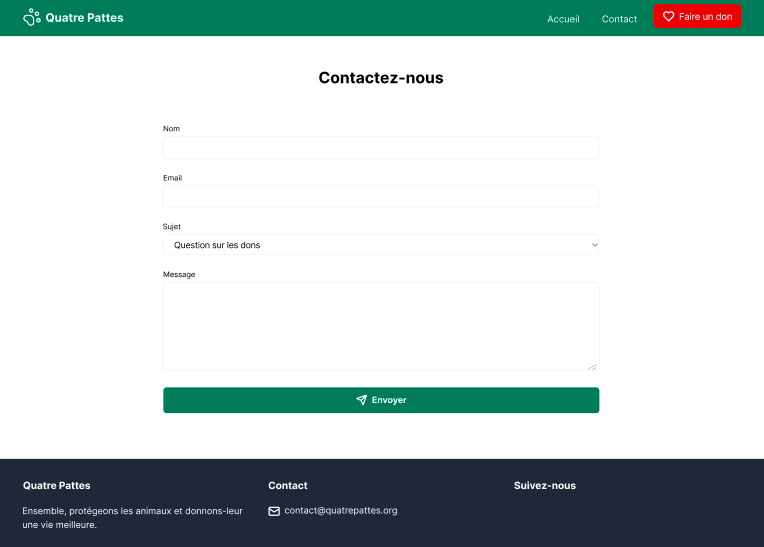 Quatre Pattes
Accueil
Contact
Faire un don
Contactez-nous
Nom
Email
Sujet
Question sur les dons
Message
Envoyer
Quatre Pattes
Ensemble, protégeons les animaux et donnons-leur
une vie meilleure.
Contact
contact@quatrepattes.org
Suivez-nous